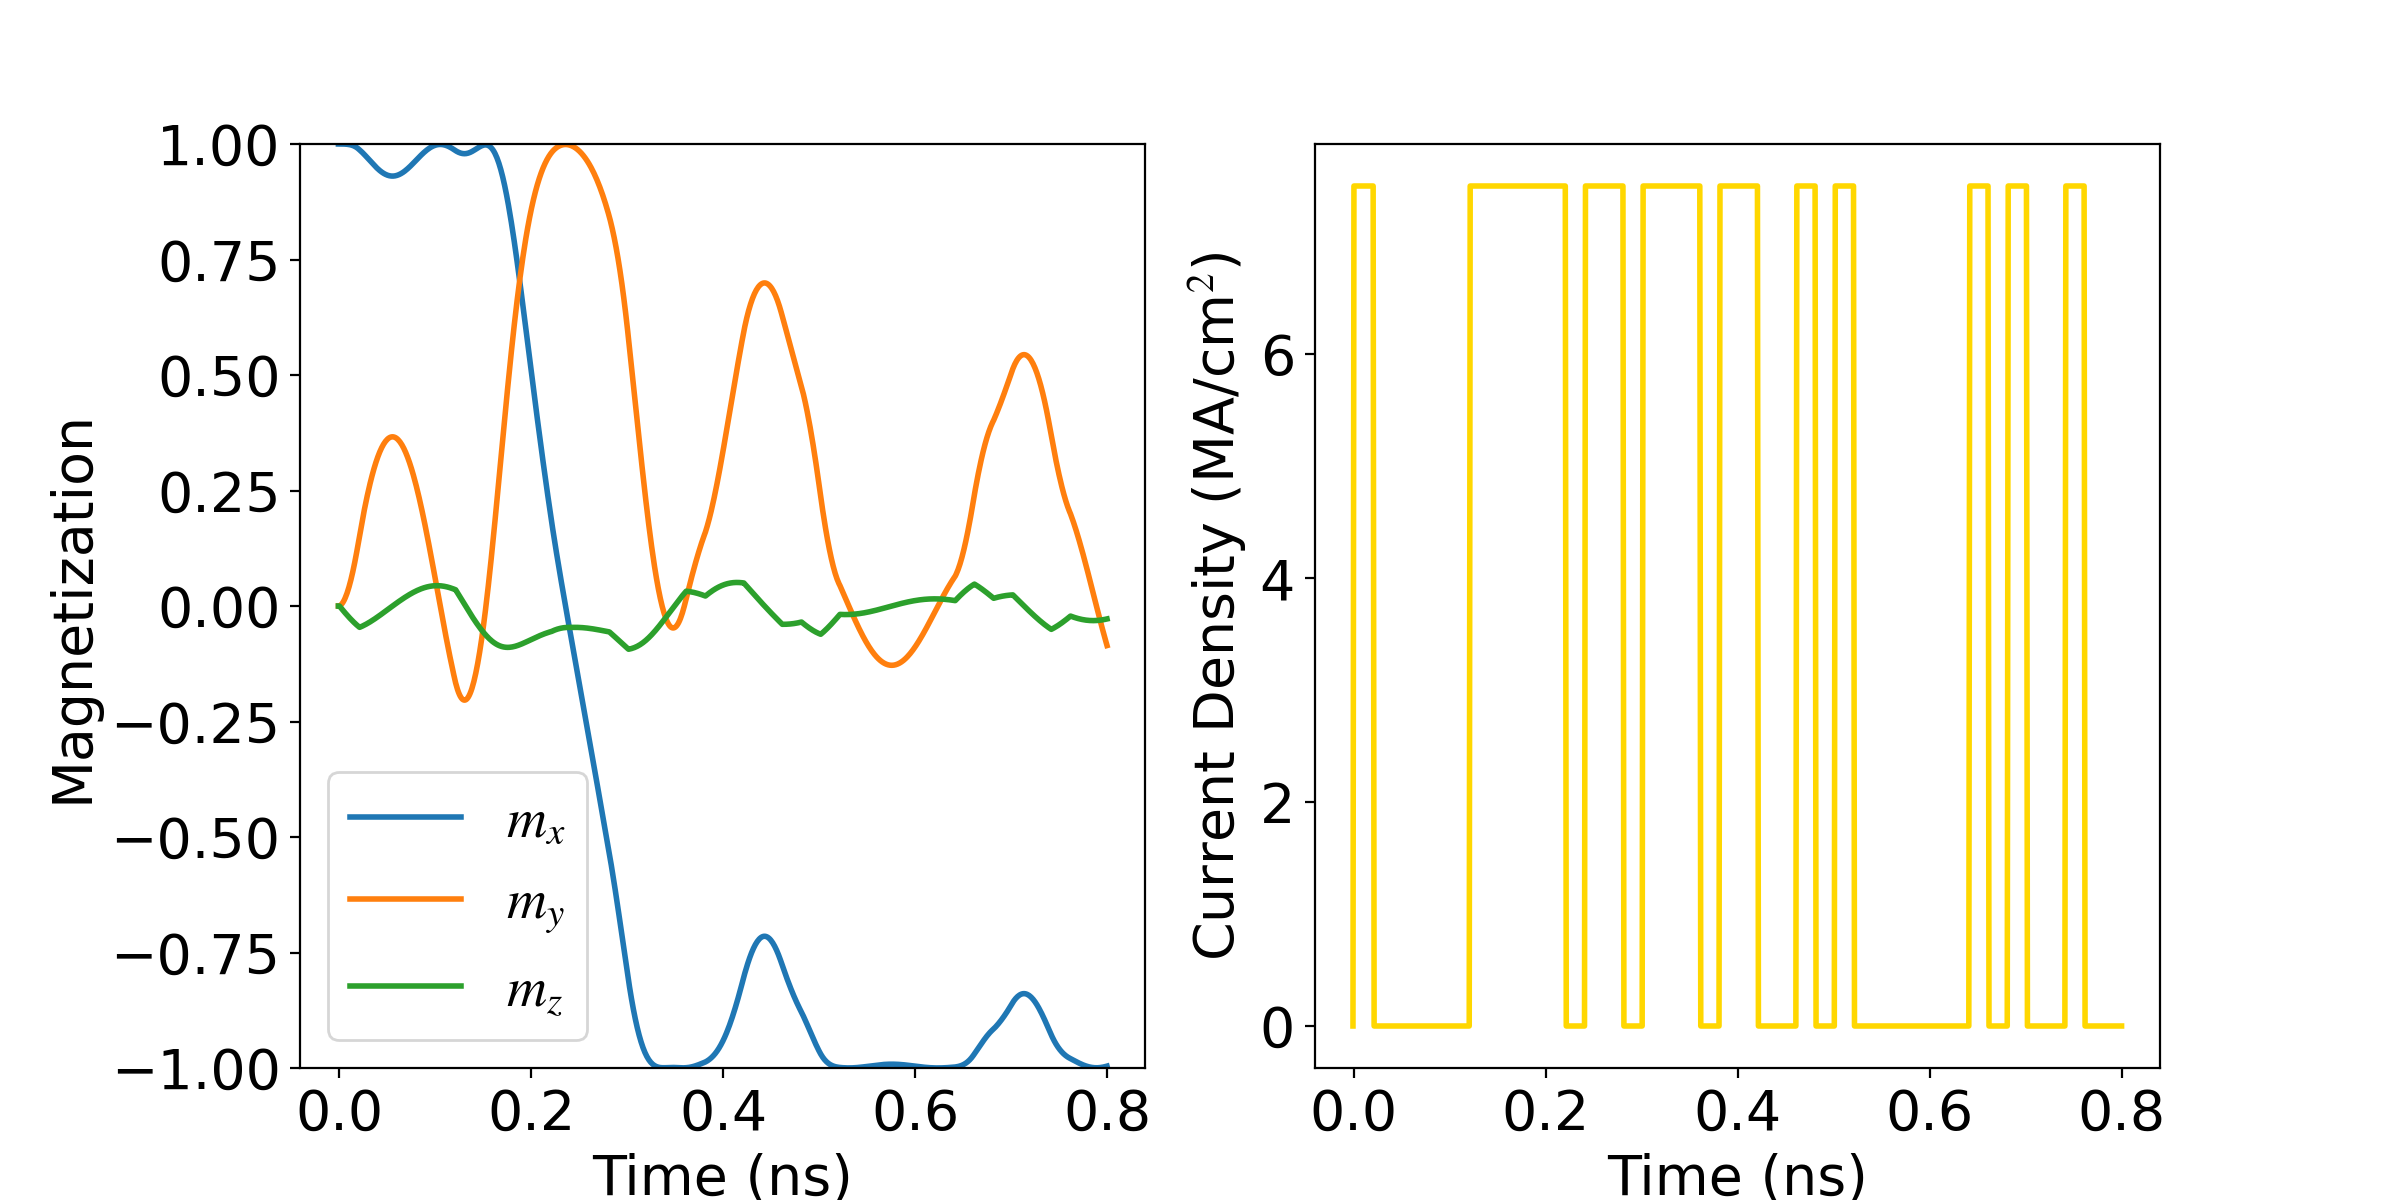 1.00
0.75
0.50
0.25
0.00
−0.25
−0.50
−0.75
−1.00
Magnetization
m_x
m_y
m_z
0.0 0.2 0.4 0.6 0.8
Time (ns)
6
4
2
0
Current Density (MA/cm²)
0.0 0.2 0.4 0.6 0.8
Time (ns)